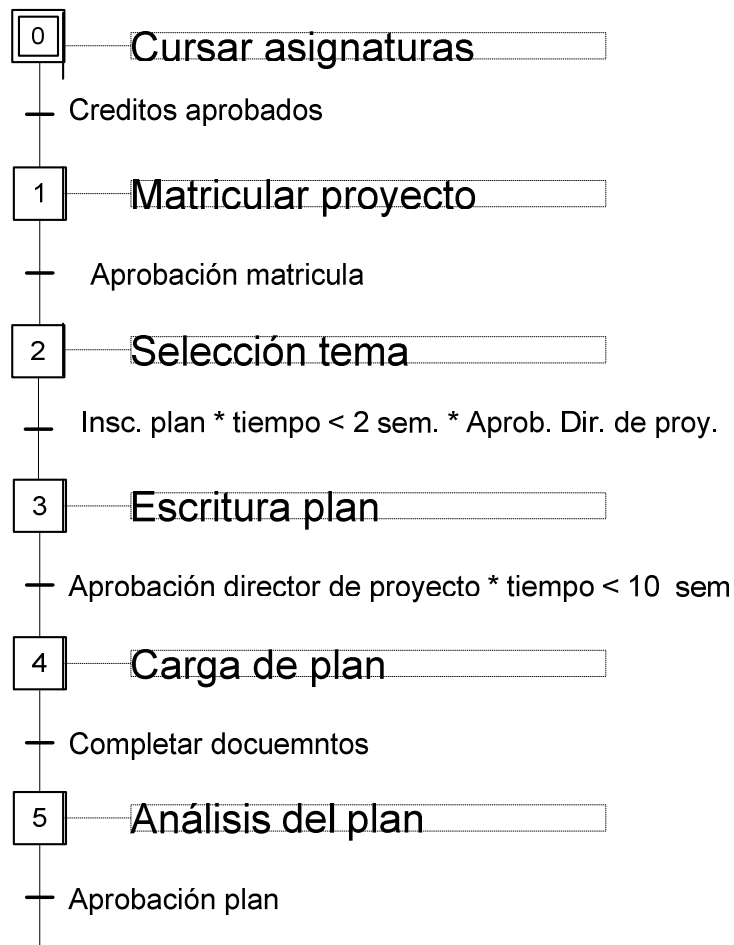 0 Cursar asignaturas
Creditos aprobados
1 Matricular proyecto
Aprobación matricula
2 Selección tema
Insc. plan * tiempo < 2 sem. * Aprob. Dir. de proy.
3 Escritura plan
Aprobación director de proyecto * tiempo < 10 sem
4 Carga de plan
Completar docuemntos
5 Análisis del plan
Aprobación plan